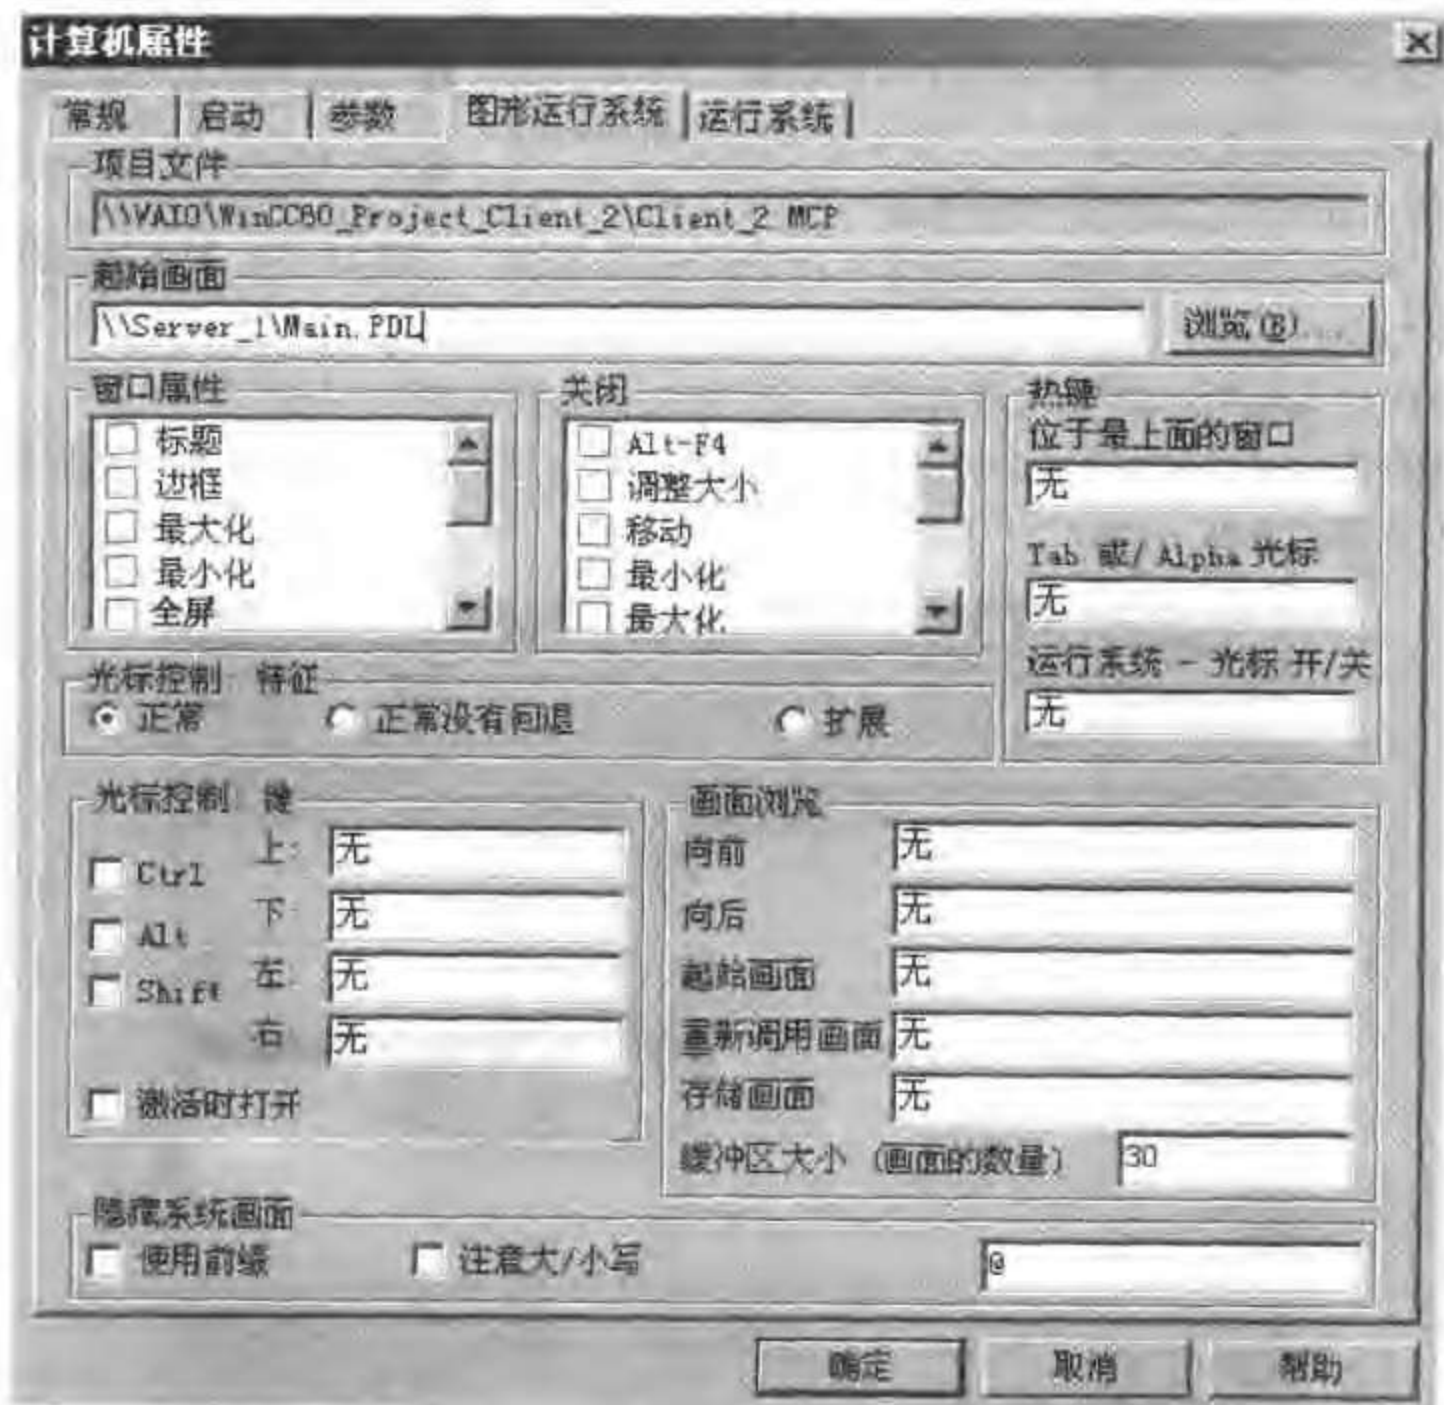 计算机属性
常规 启动 参数 图形运行系统 运行系统
项目文件
\\VAIO\WinCC60_Project_Client_2\Client_2 MCP
起始画面
\\Server_1\Main.PDL 浏览(B)...
窗口属性 关闭 热键
标题 Alt-F4 位于最上面的窗口
边框 调整大小 无
最大化 移动 Tab 或/ Alpha 光标
最小化 最小化 无
全屏 最大化 运行系统 - 光标 开/关
无
光标控制: 特征
正常 正常没有回退 扩展
光标控制: 键 画面浏览
Ctrl 上: 无 向前 无
Alt 下: 无 向后 无
Shift 左: 无 起始画面 无
右: 无 重新调用画面 无
激活时打开 存储画面 无
缓冲区大小 (画面的数量) 30
隐藏系统画面
使用前缀 注意大/小写 @
确定 取消 帮助